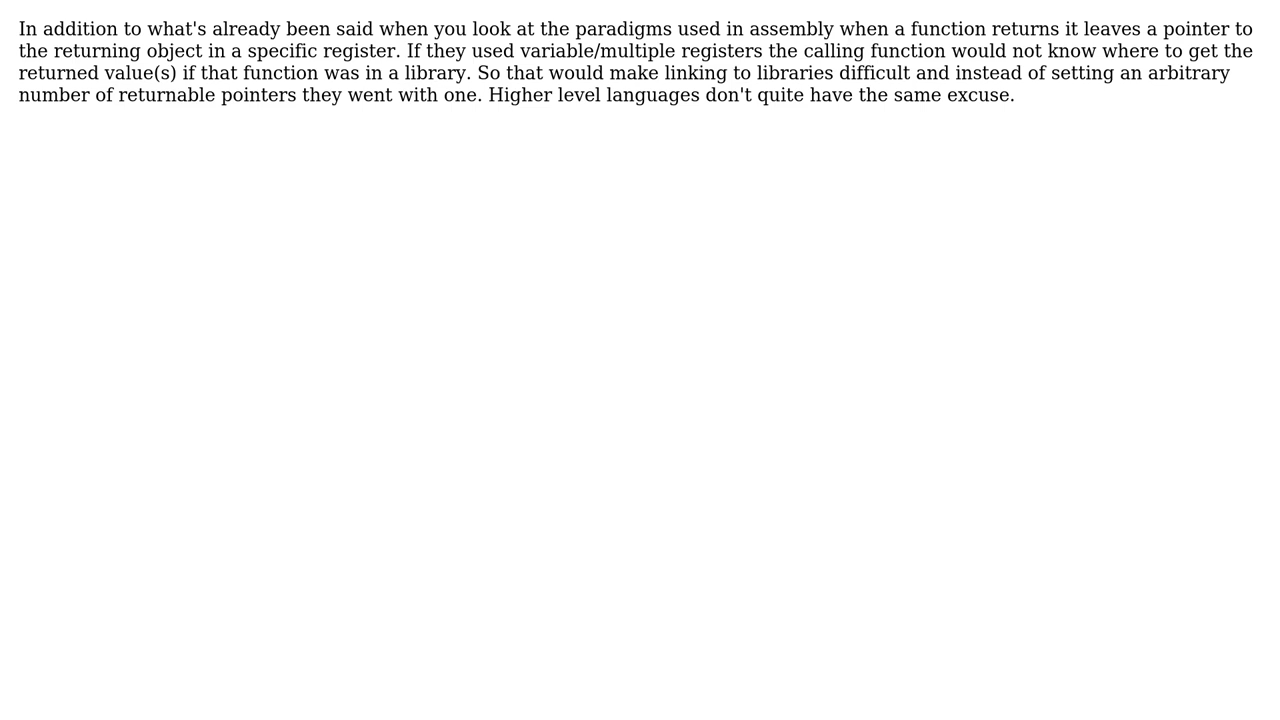 In addition to what's already been said when you look at the paradigms used in assembly when a function returns it leaves a pointer to
the returning object in a specific register. If they used variable/multiple registers the calling function would not know where to get the
returned value(s) if that function was in a library. So that would make linking to libraries difficult and instead of setting an arbitrary
number of returnable pointers they went with one. Higher level languages don't quite have the same excuse.